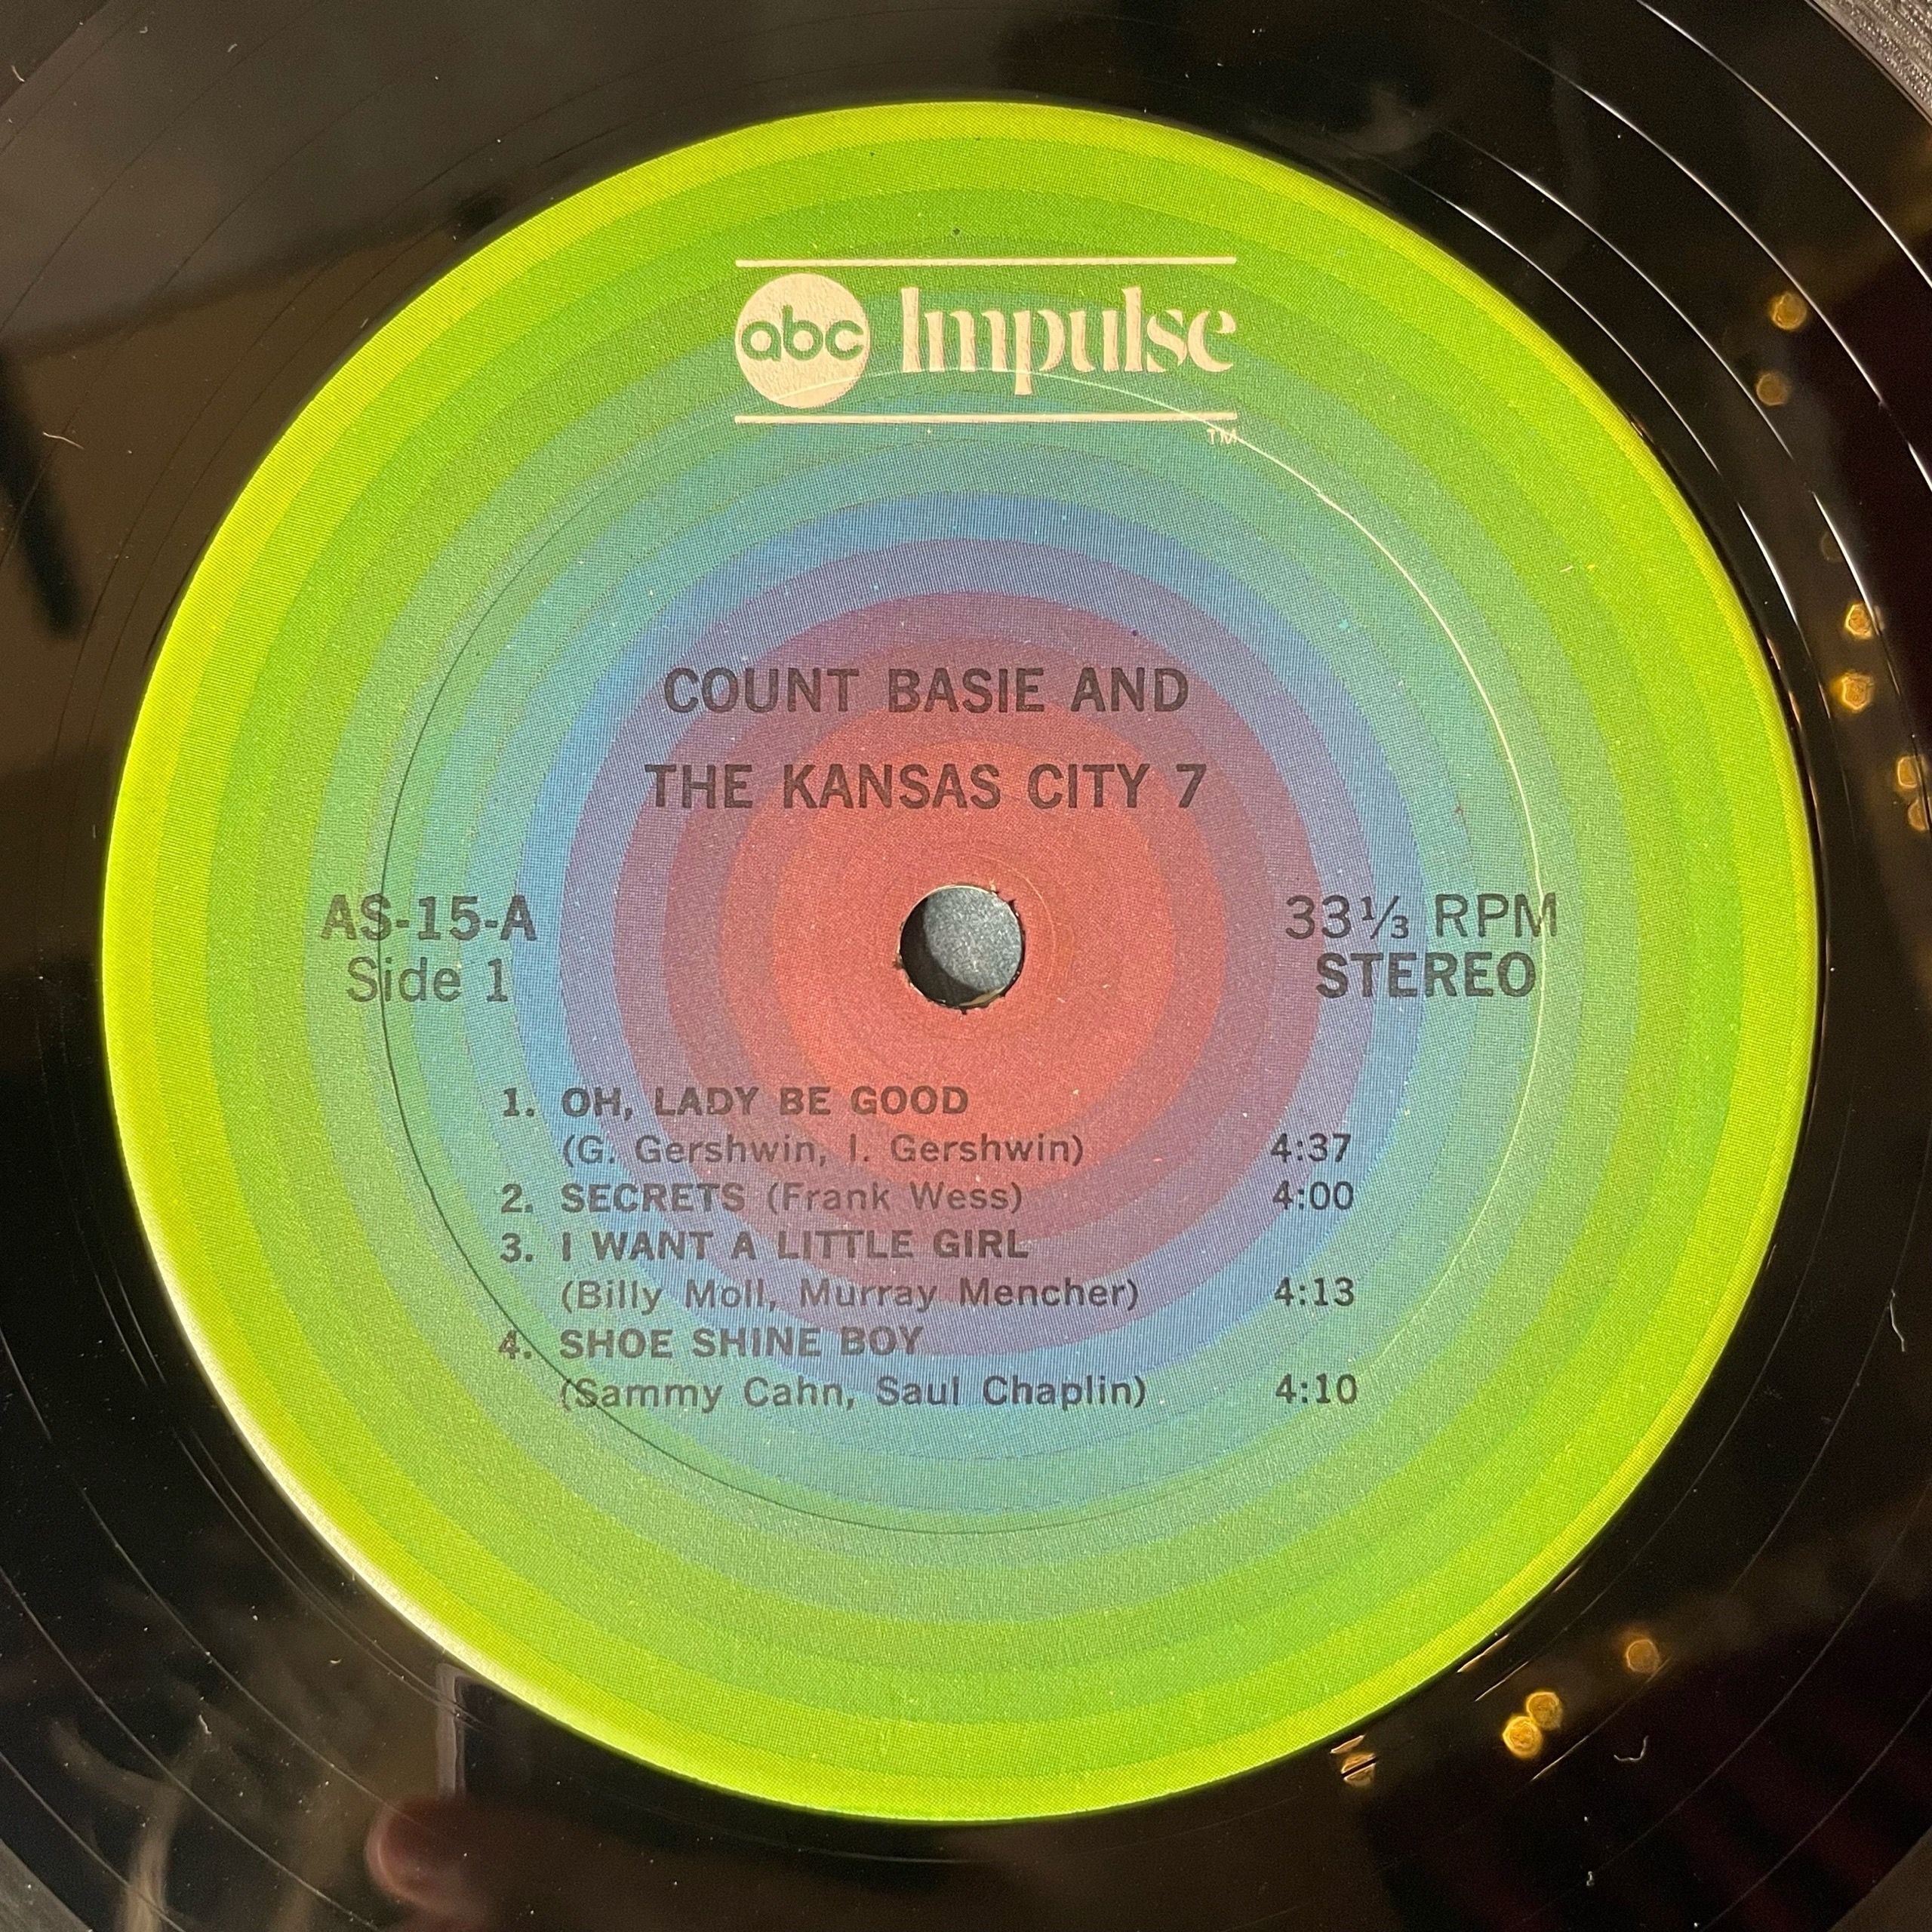 abc Impulse
TM
COUNT BASIE AND
THE KANSAS CITY 7
AS-15-A
Side 1
33⅓ RPM
STEREO
1. OH, LADY BE GOOD
(G. Gershwin, I. Gershwin) 4:37
2. SECRETS (Frank Wess) 4:00
3. I WANT A LITTLE GIRL
(Billy Moll, Murray Mencher) 4:13
4. SHOE SHINE BOY
(Sammy Cahn, Saul Chaplin) 4:10